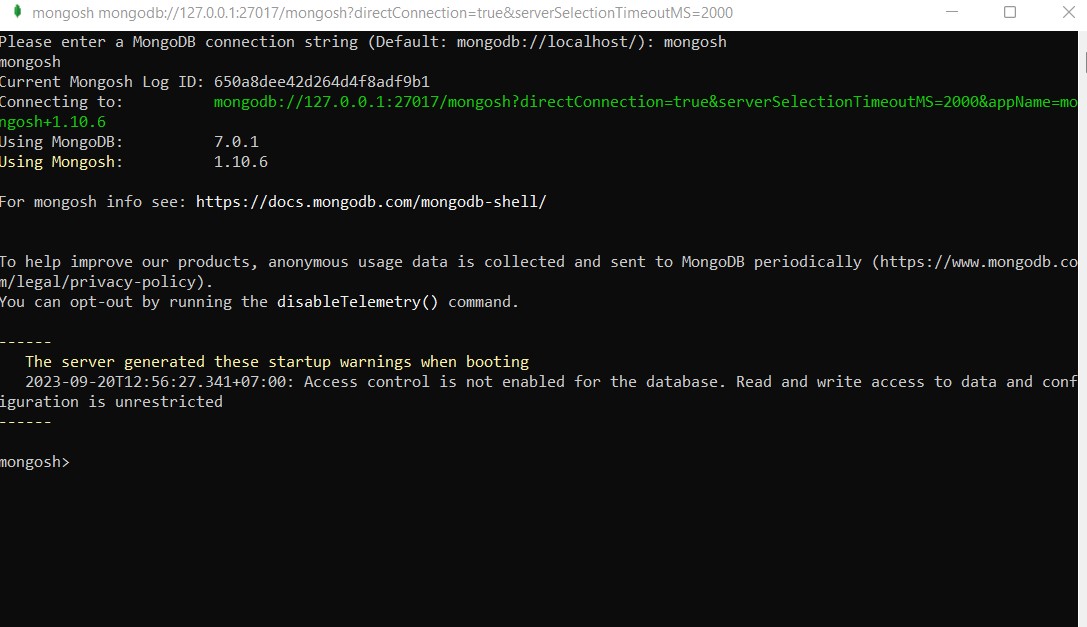 mongosh mongodb://127.0.0.1:27017/mongosh?directConnection=true&serverSelectionTimeoutMS=2000
Please enter a MongoDB connection string (Default: mongodb://localhost/): mongosh
mongosh
Current Mongosh Log ID: 650a8dee42d264d4f8adf9b1
Connecting to:          mongodb://127.0.0.1:27017/mongosh?directConnection=true&serverSelectionTimeoutMS=2000&appName=mo
ngosh+1.10.6
Using MongoDB:          7.0.1
Using Mongosh:          1.10.6
For mongosh info see: https://docs.mongodb.com/mongodb-shell/
To help improve our products, anonymous usage data is collected and sent to MongoDB periodically (https://www.mongodb.co
m/legal/privacy-policy).
You can opt-out by running the disableTelemetry() command.
------
   The server generated these startup warnings when booting
   2023-09-20T12:56:27.341+07:00: Access control is not enabled for the database. Read and write access to data and conf
iguration is unrestricted
------
mongosh>